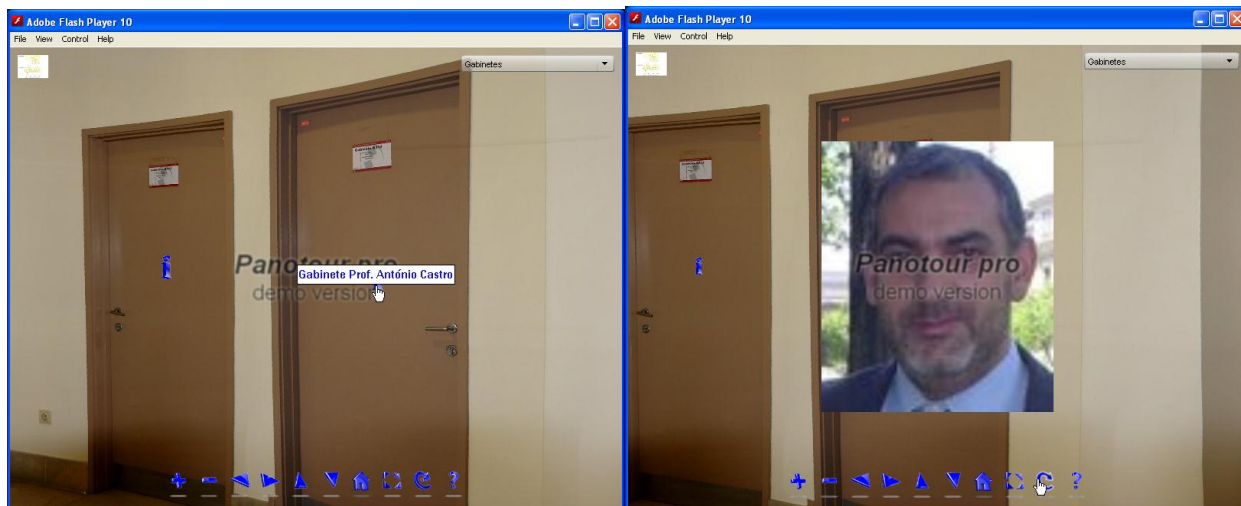 Adobe Flash Player 10
File View Control Help
Gabinetes
Panotour pro
demo version
Gabinete Prof. António Castro
Adobe Flash Player 10
File View Control Help
Gabinetes
Panotour pro
demo version